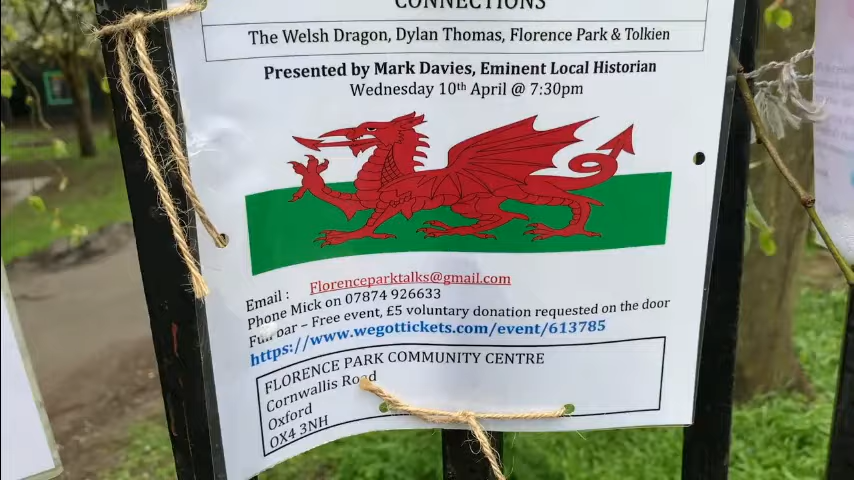 CONNECTIONS
The Welsh Dragon, Dylan Thomas, Florence Park & Tolkien
Presented by Mark Davies, Eminent Local Historian
Wednesday 10th April @ 7:30pm
Email : Florenceparktalks@gmail.com
Phone Mick on 07874 926633
Full bar – Free event, £5 voluntary donation requested on the door
https://www.wegottickets.com/event/613785
FLORENCE PARK COMMUNITY CENTRE
Cornwallis Road
Oxford
OX4 3NH